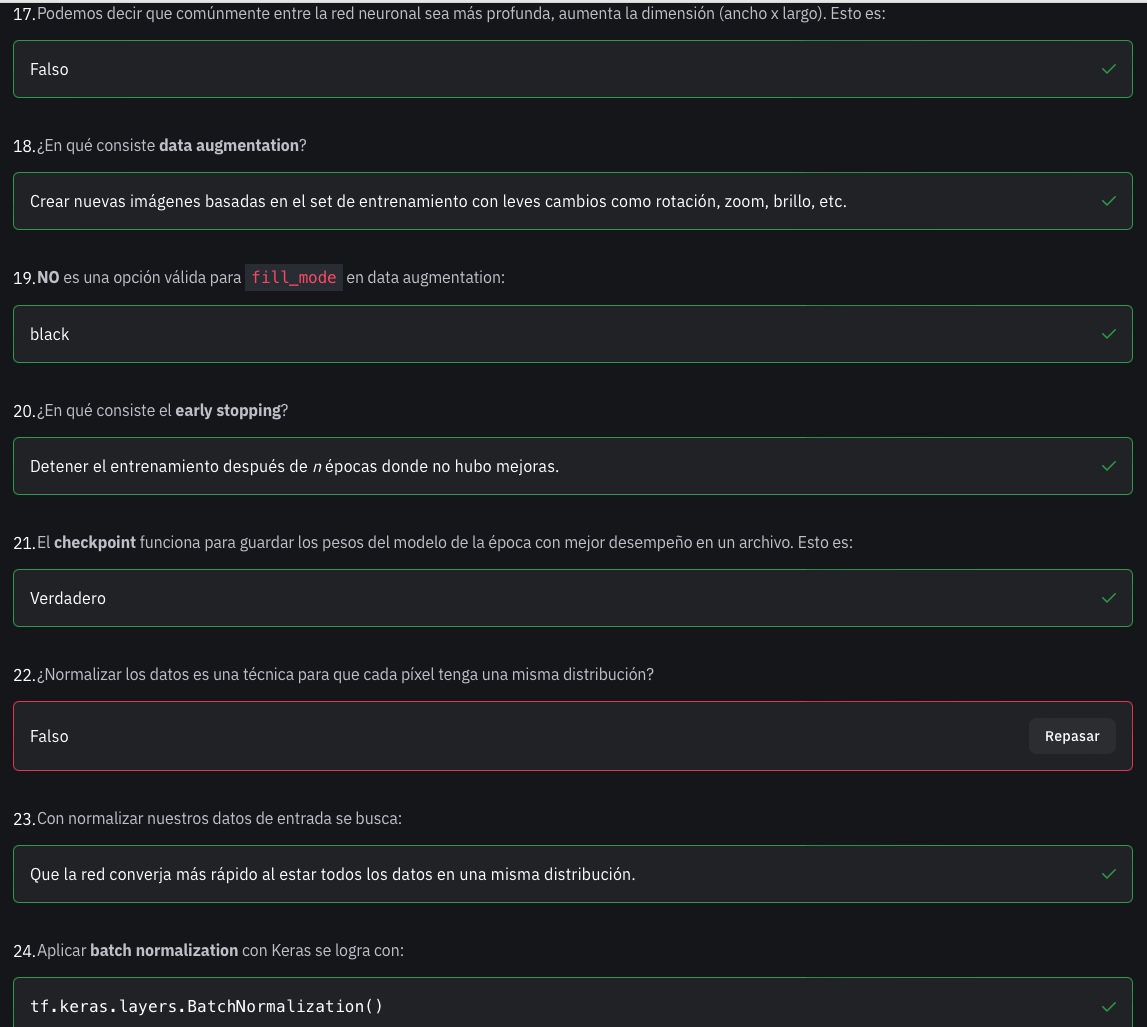 17. Podemos decir que comúnmente entre la red neuronal sea más profunda, aumenta la dimensión (ancho x largo). Esto es:
Falso
18. ¿En qué consiste data augmentation?
Crear nuevas imágenes basadas en el set de entrenamiento con leves cambios como rotación, zoom, brillo, etc.
19. NO es una opción válida para fill_mode en data augmentation:
black
20. ¿En qué consiste el early stopping?
Detener el entrenamiento después de n épocas donde no hubo mejoras.
21. El checkpoint funciona para guardar los pesos del modelo de la época con mejor desempeño en un archivo. Esto es:
Verdadero
22. ¿Normalizar los datos es una técnica para que cada píxel tenga una misma distribución?
Falso
Repasar
23. Con normalizar nuestros datos de entrada se busca:
Que la red converja más rápido al estar todos los datos en una misma distribución.
24. Aplicar batch normalization con Keras se logra con:
tf.keras.layers.BatchNormalization()